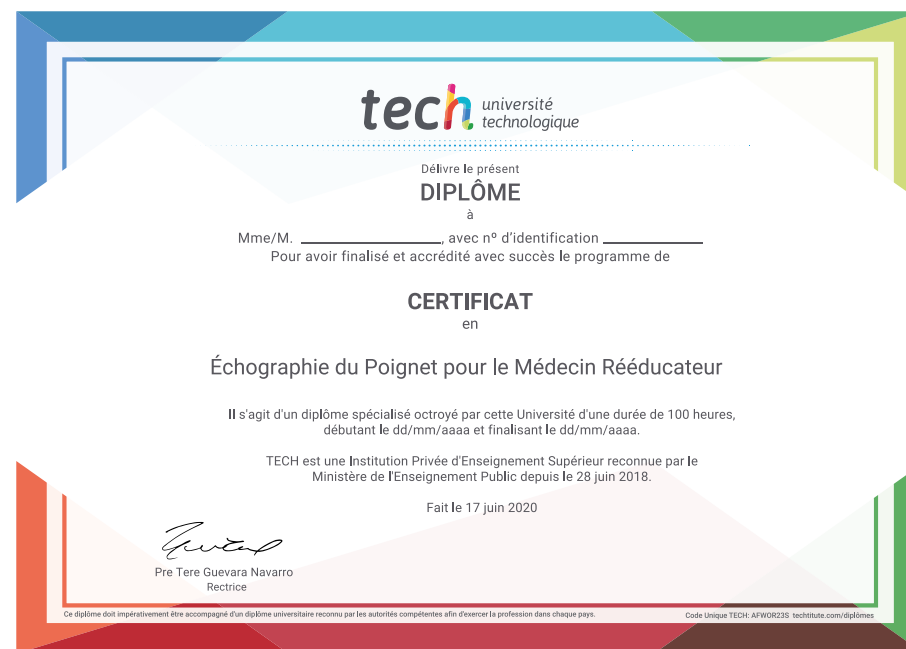 tech université
technologique
Délivre le présent
DIPLÔME
à
Mme/M. ____________________, avec nº d'identification ______________
Pour avoir finalisé et accrédité avec succès le programme de
CERTIFICAT
en
Échographie du Poignet pour le Médecin Rééducateur
Il s'agit d'un diplôme spécialisé octroyé par cette Université d'une durée de 100 heures,
débutant le dd/mm/aaaa et finalisant le dd/mm/aaaa.
TECH est une Institution Privée d'Enseignement Supérieur reconnue par le
Ministère de l'Enseignement Public depuis le 28 juin 2018.
Fait le 17 juin 2020
Pre Tere Guevara Navarro
Rectrice
Ce diplôme doit impérativement être accompagné d'un diplôme universitaire reconnu par les autorités compétentes afin d'exercer la profession dans chaque pays.
Code Unique TECH: AFWOR23S techtitute.com/diplômes